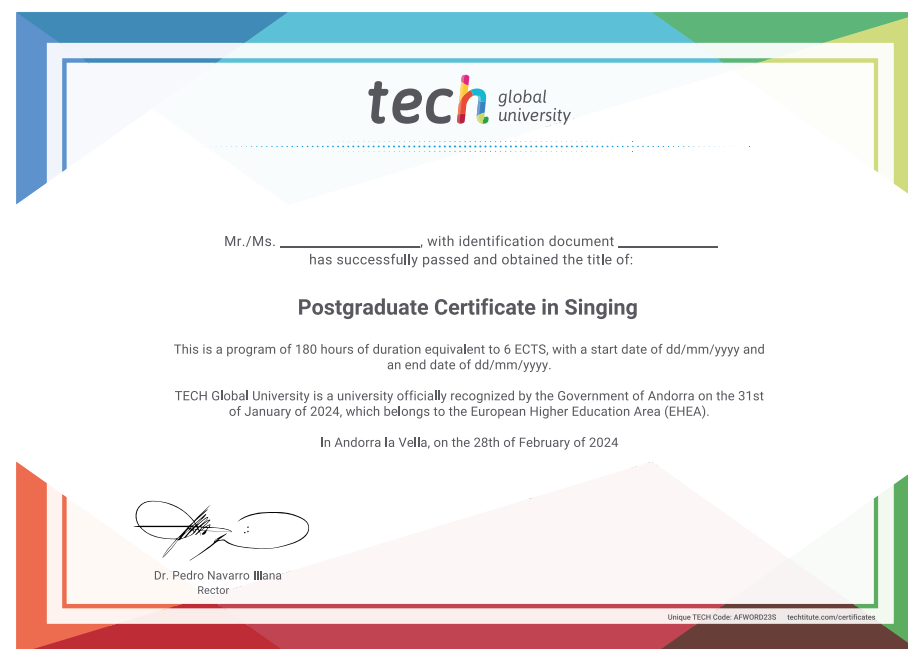 tech global
university
Mr./Ms. ____________________, with identification document ______________
has successfully passed and obtained the title of:
Postgraduate Certificate in Singing
This is a program of 180 hours of duration equivalent to 6 ECTS, with a start date of dd/mm/yyyy and
an end date of dd/mm/yyyy.
TECH Global University is a university officially recognized by the Government of Andorra on the 31st
of January of 2024, which belongs to the European Higher Education Area (EHEA).
In Andorra la Vella, on the 28th of February of 2024
Dr. Pedro Navarro Illana
Rector
Unique TECH Code: AFWORD23S techtitute.com/certificates